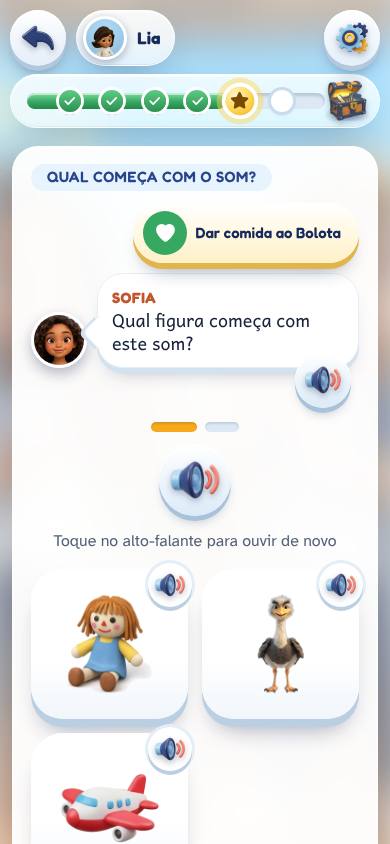 Lia
QUAL COMEÇA COM O SOM?
Dar comida ao Bolota
SOFIA
Qual figura começa com
este som?
Toque no alto-falante para ouvir de novo